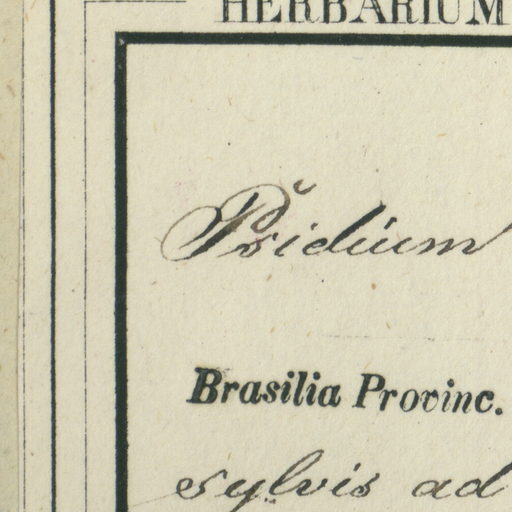 HERBARIUM
Psidium
Brasilia Provinc.
sylvis ad